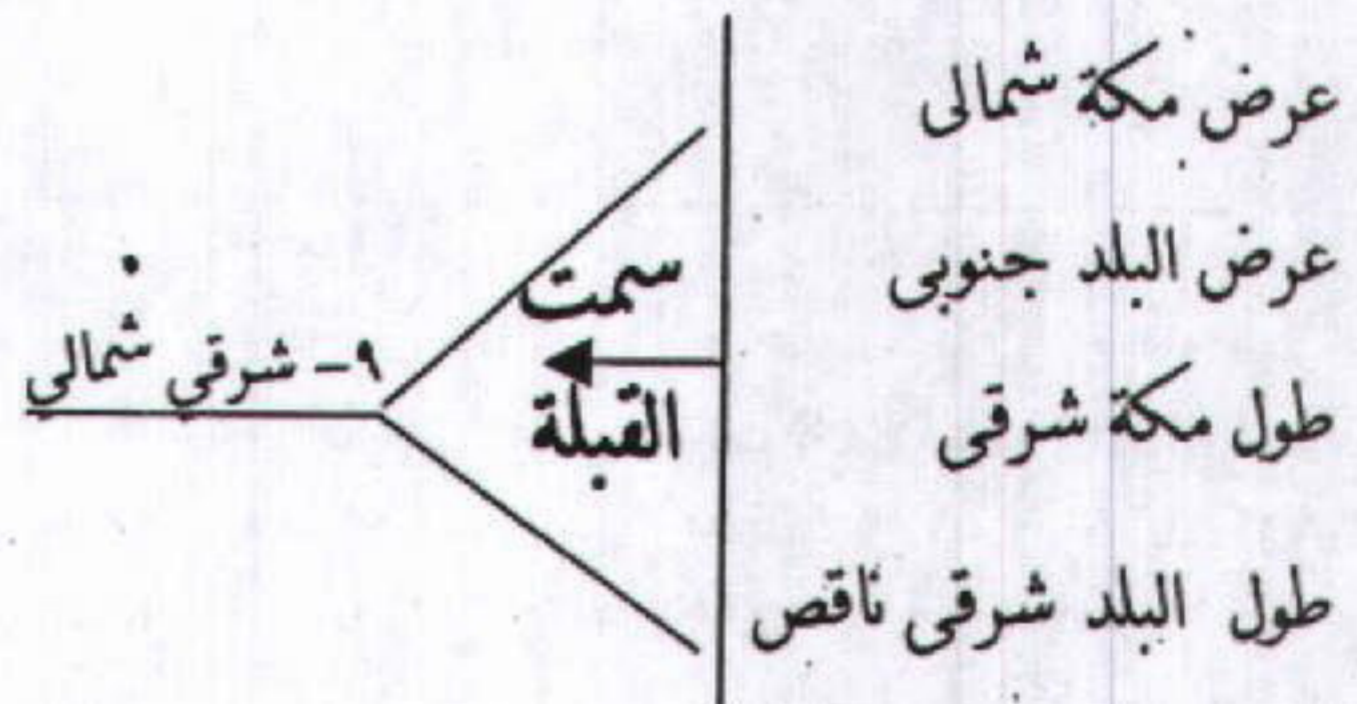 عرض مكة شمالى
عرض البلد جنوبى
طول مكة شرقى
طول البلد شرقى ناقص
سمت
القبلة
٩- شرقي شمالي